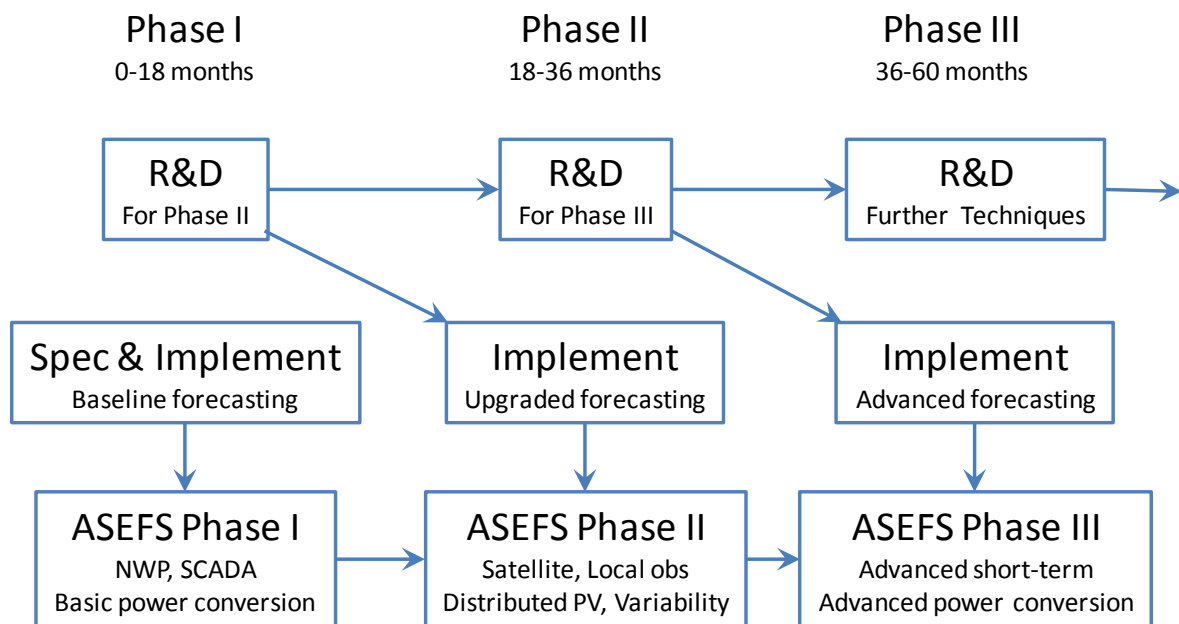 Phase I
0-18 months
Phase II
18-36 months
Phase III
36-60 months
R&D
For Phase II
R&D
For Phase III
R&D
Further Techniques
Spec & Implement
Baseline forecasting
Implement
Upgraded forecasting
Implement
Advanced forecasting
ASEFS Phase I
NWP, SCADA
Basic power conversion
ASEFS Phase II
Satellite, Local obs
Distributed PV, Variability
ASEFS Phase III
Advanced short-term
Advanced power conversion